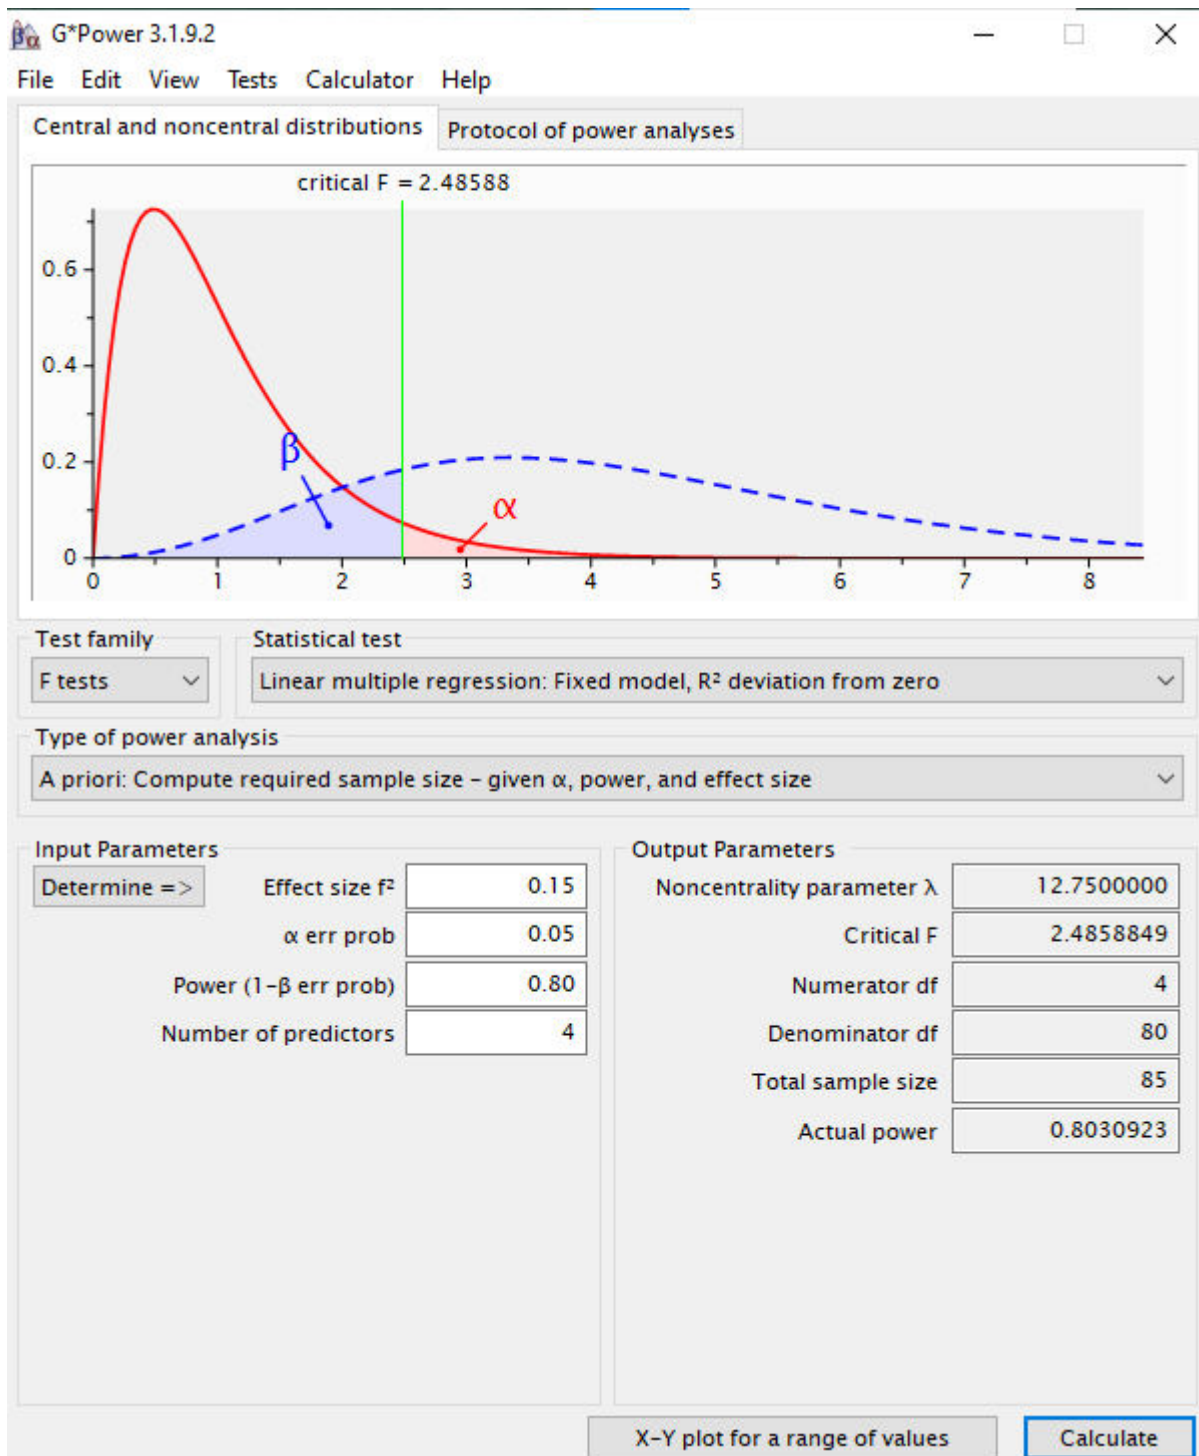 G*Power 3.1.9.2
File Edit View Tests Calculator Help
Central and noncentral distributions Protocol of power analyses
critical F = 2.48588
0.6
0.4
0.2
0
β
α
0 1 2 3 4 5 6 7 8
Test family Statistical test
F tests Linear multiple regression: Fixed model, R² deviation from zero
Type of power analysis
A priori: Compute required sample size – given α, power, and effect size
Input Parameters
Determine =>
Effect size f² 0.15
α err prob 0.05
Power (1–β err prob) 0.80
Number of predictors 4
Output Parameters
Noncentrality parameter λ 12.7500000
Critical F 2.4858849
Numerator df 4
Denominator df 80
Total sample size 85
Actual power 0.8030923
X–Y plot for a range of values Calculate